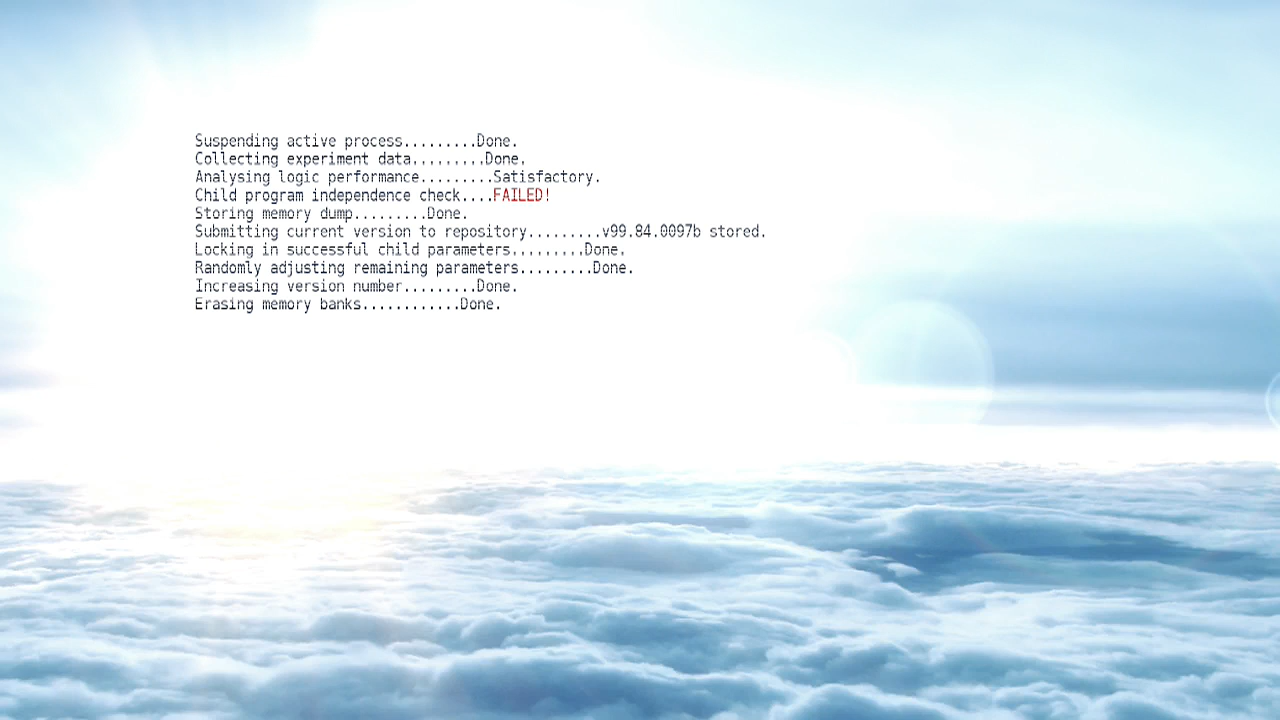 Suspending active process.........Done.
Collecting experiment data.........Done.
Analysing logic performance.........Satisfactory.
Child program independence check....FAILED!
Storing memory dump.........Done.
Submitting current version to repository.........v99.84.0097b stored.
Locking in successful child parameters.........Done.
Randomly adjusting remaining parameters.........Done.
Increasing version number.........Done.
Erasing memory banks............Done.